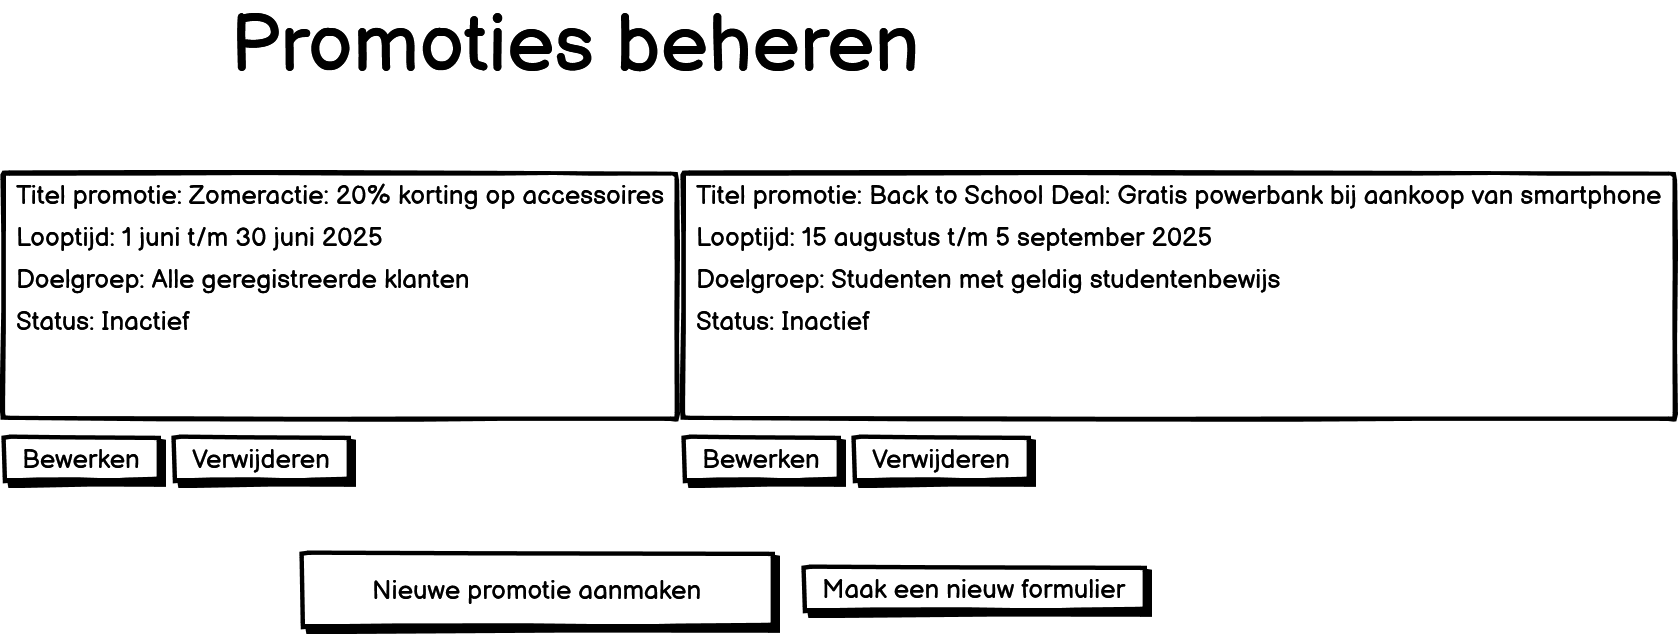 Promoties beheren
Titel promotie: Zomeractie: 20% korting op accessoires
Looptijd: 1 juni t/m 30 juni 2025
Doelgroep: Alle geregistreerde klanten
Status: Inactief
Bewerken
Verwijderen
Titel promotie: Back to School Deal: Gratis powerbank bij aankoop van smartphone
Looptijd: 15 augustus t/m 5 september 2025
Doelgroep: Studenten met geldig studentenbewijs
Status: Inactief
Bewerken
Verwijderen
Nieuwe promotie aanmaken
Maak een nieuw formulier